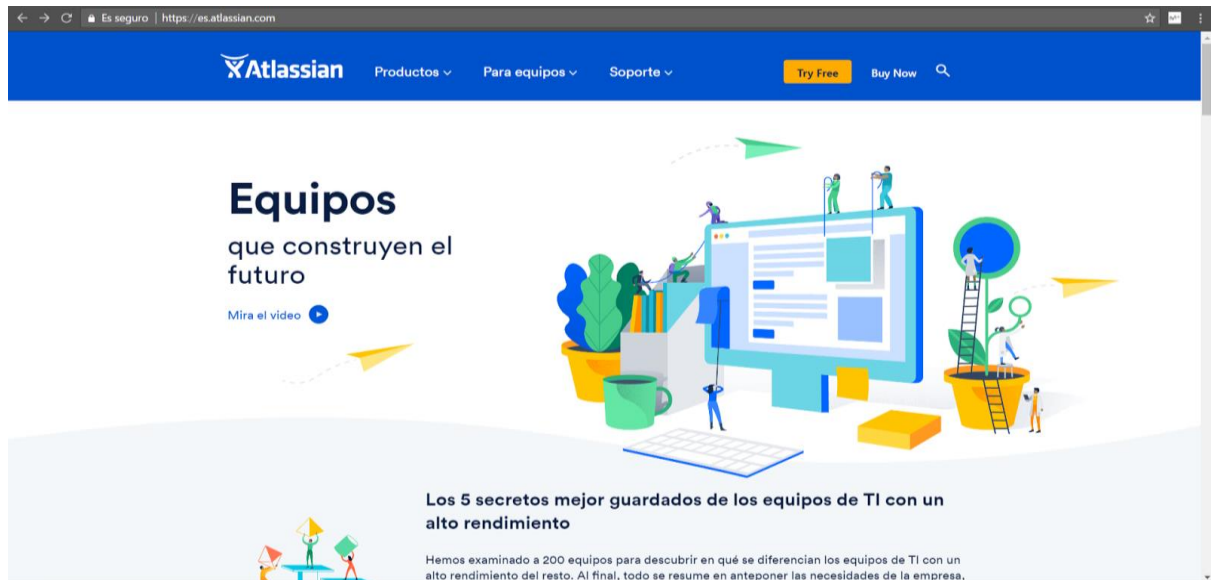 Es seguro | https://es.atlassian.com
Atlassian Productos Para equipos Soporte Try Free Buy Now
Equipos
que construyen el
futuro
Mira el video
Los 5 secretos mejor guardados de los equipos de TI con un
alto rendimiento
Hemos examinado a 200 equipos para descubrir en qué se diferencian los equipos de TI con un
alto rendimiento del resto. Al final, todo se resume en anteponer las necesidades de la empresa,